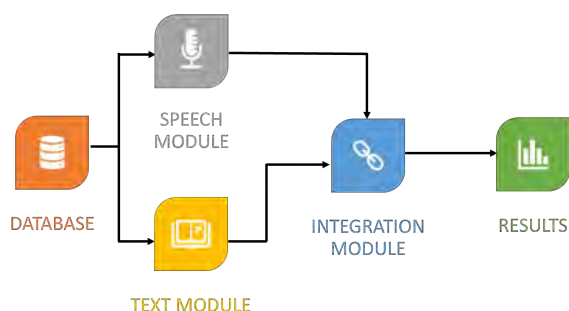 SPEECH
MODULE
DATABASE
INTEGRATION
MODULE
RESULTS
TEXT MODULE